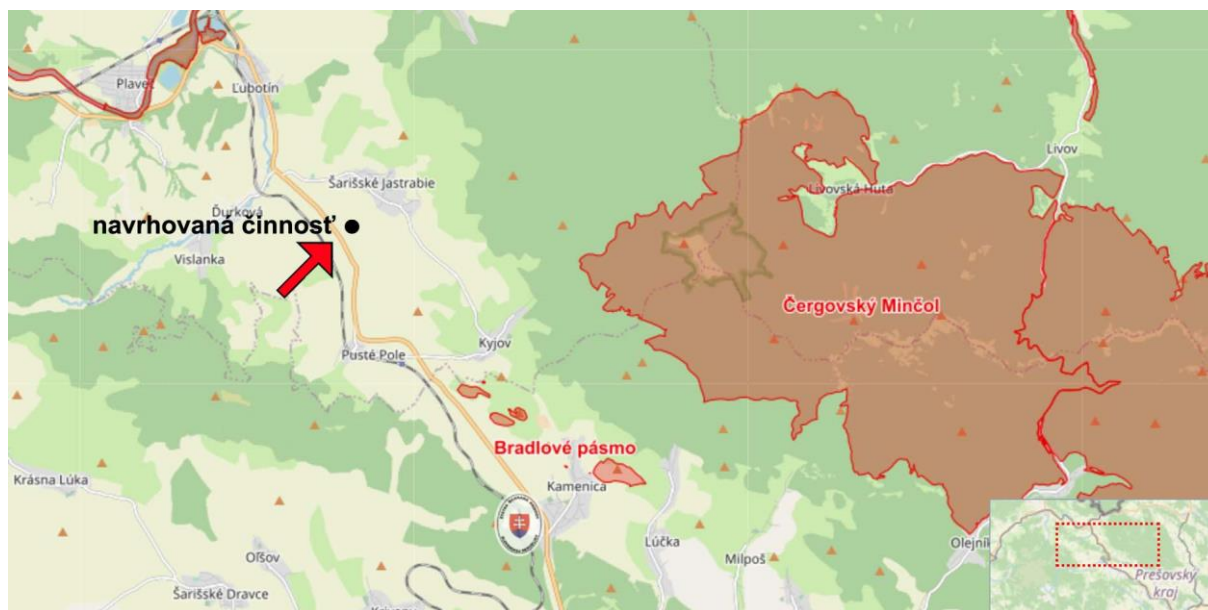 Plaveč
Ľubotín
Livov
Livovská Huta
Šarišské Jastrabie
Ďurková
navrhovaná činnosť
Vislanka
Čergovský Minčol
Pusté Pole
Kyjov
Bradlové pásmo
Krásna Lúka
Kamenica
Lúčka
Milpoš
Olejník
Oľšov
Šarišské Dravce
Prešovský
kraj